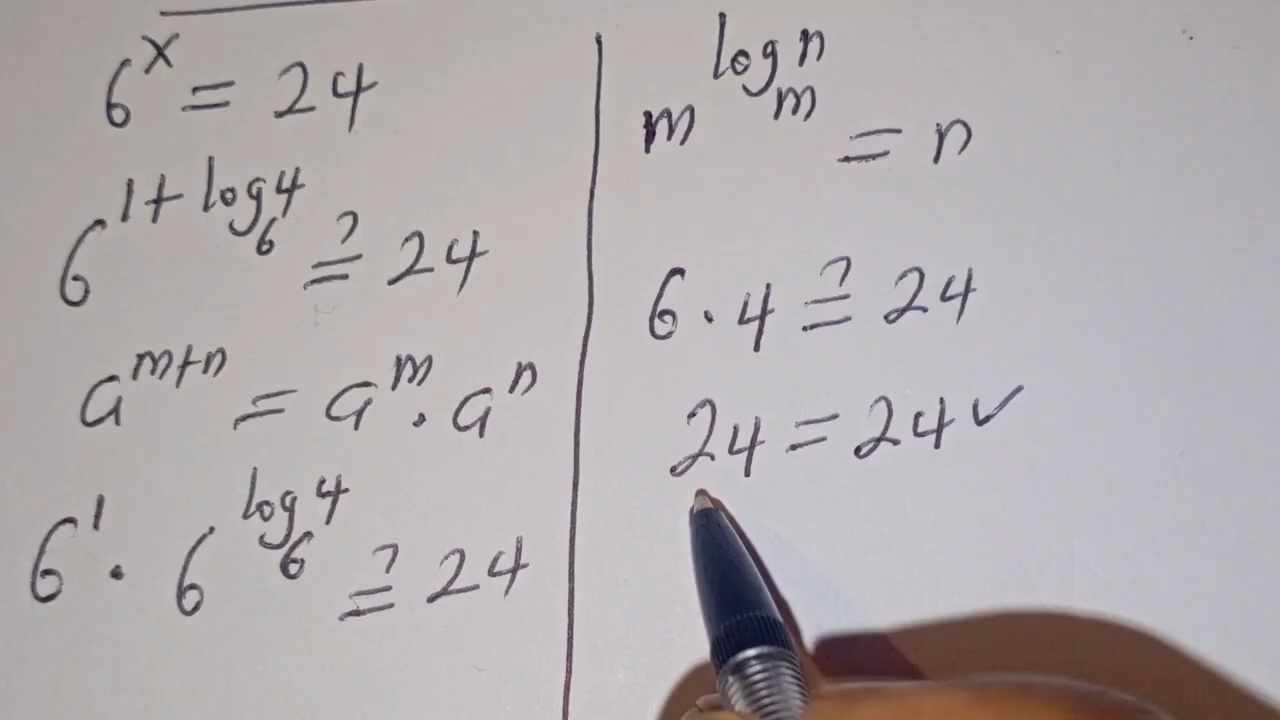 6^x = 24
6^{1+log_6 4} ≟ 24
a^{m+n} = a^m · a^n
6^1 · 6^{log_6 4} ≟ 24
m^{log_m n} = n
6 · 4 ≟ 24
24 = 24 ✓